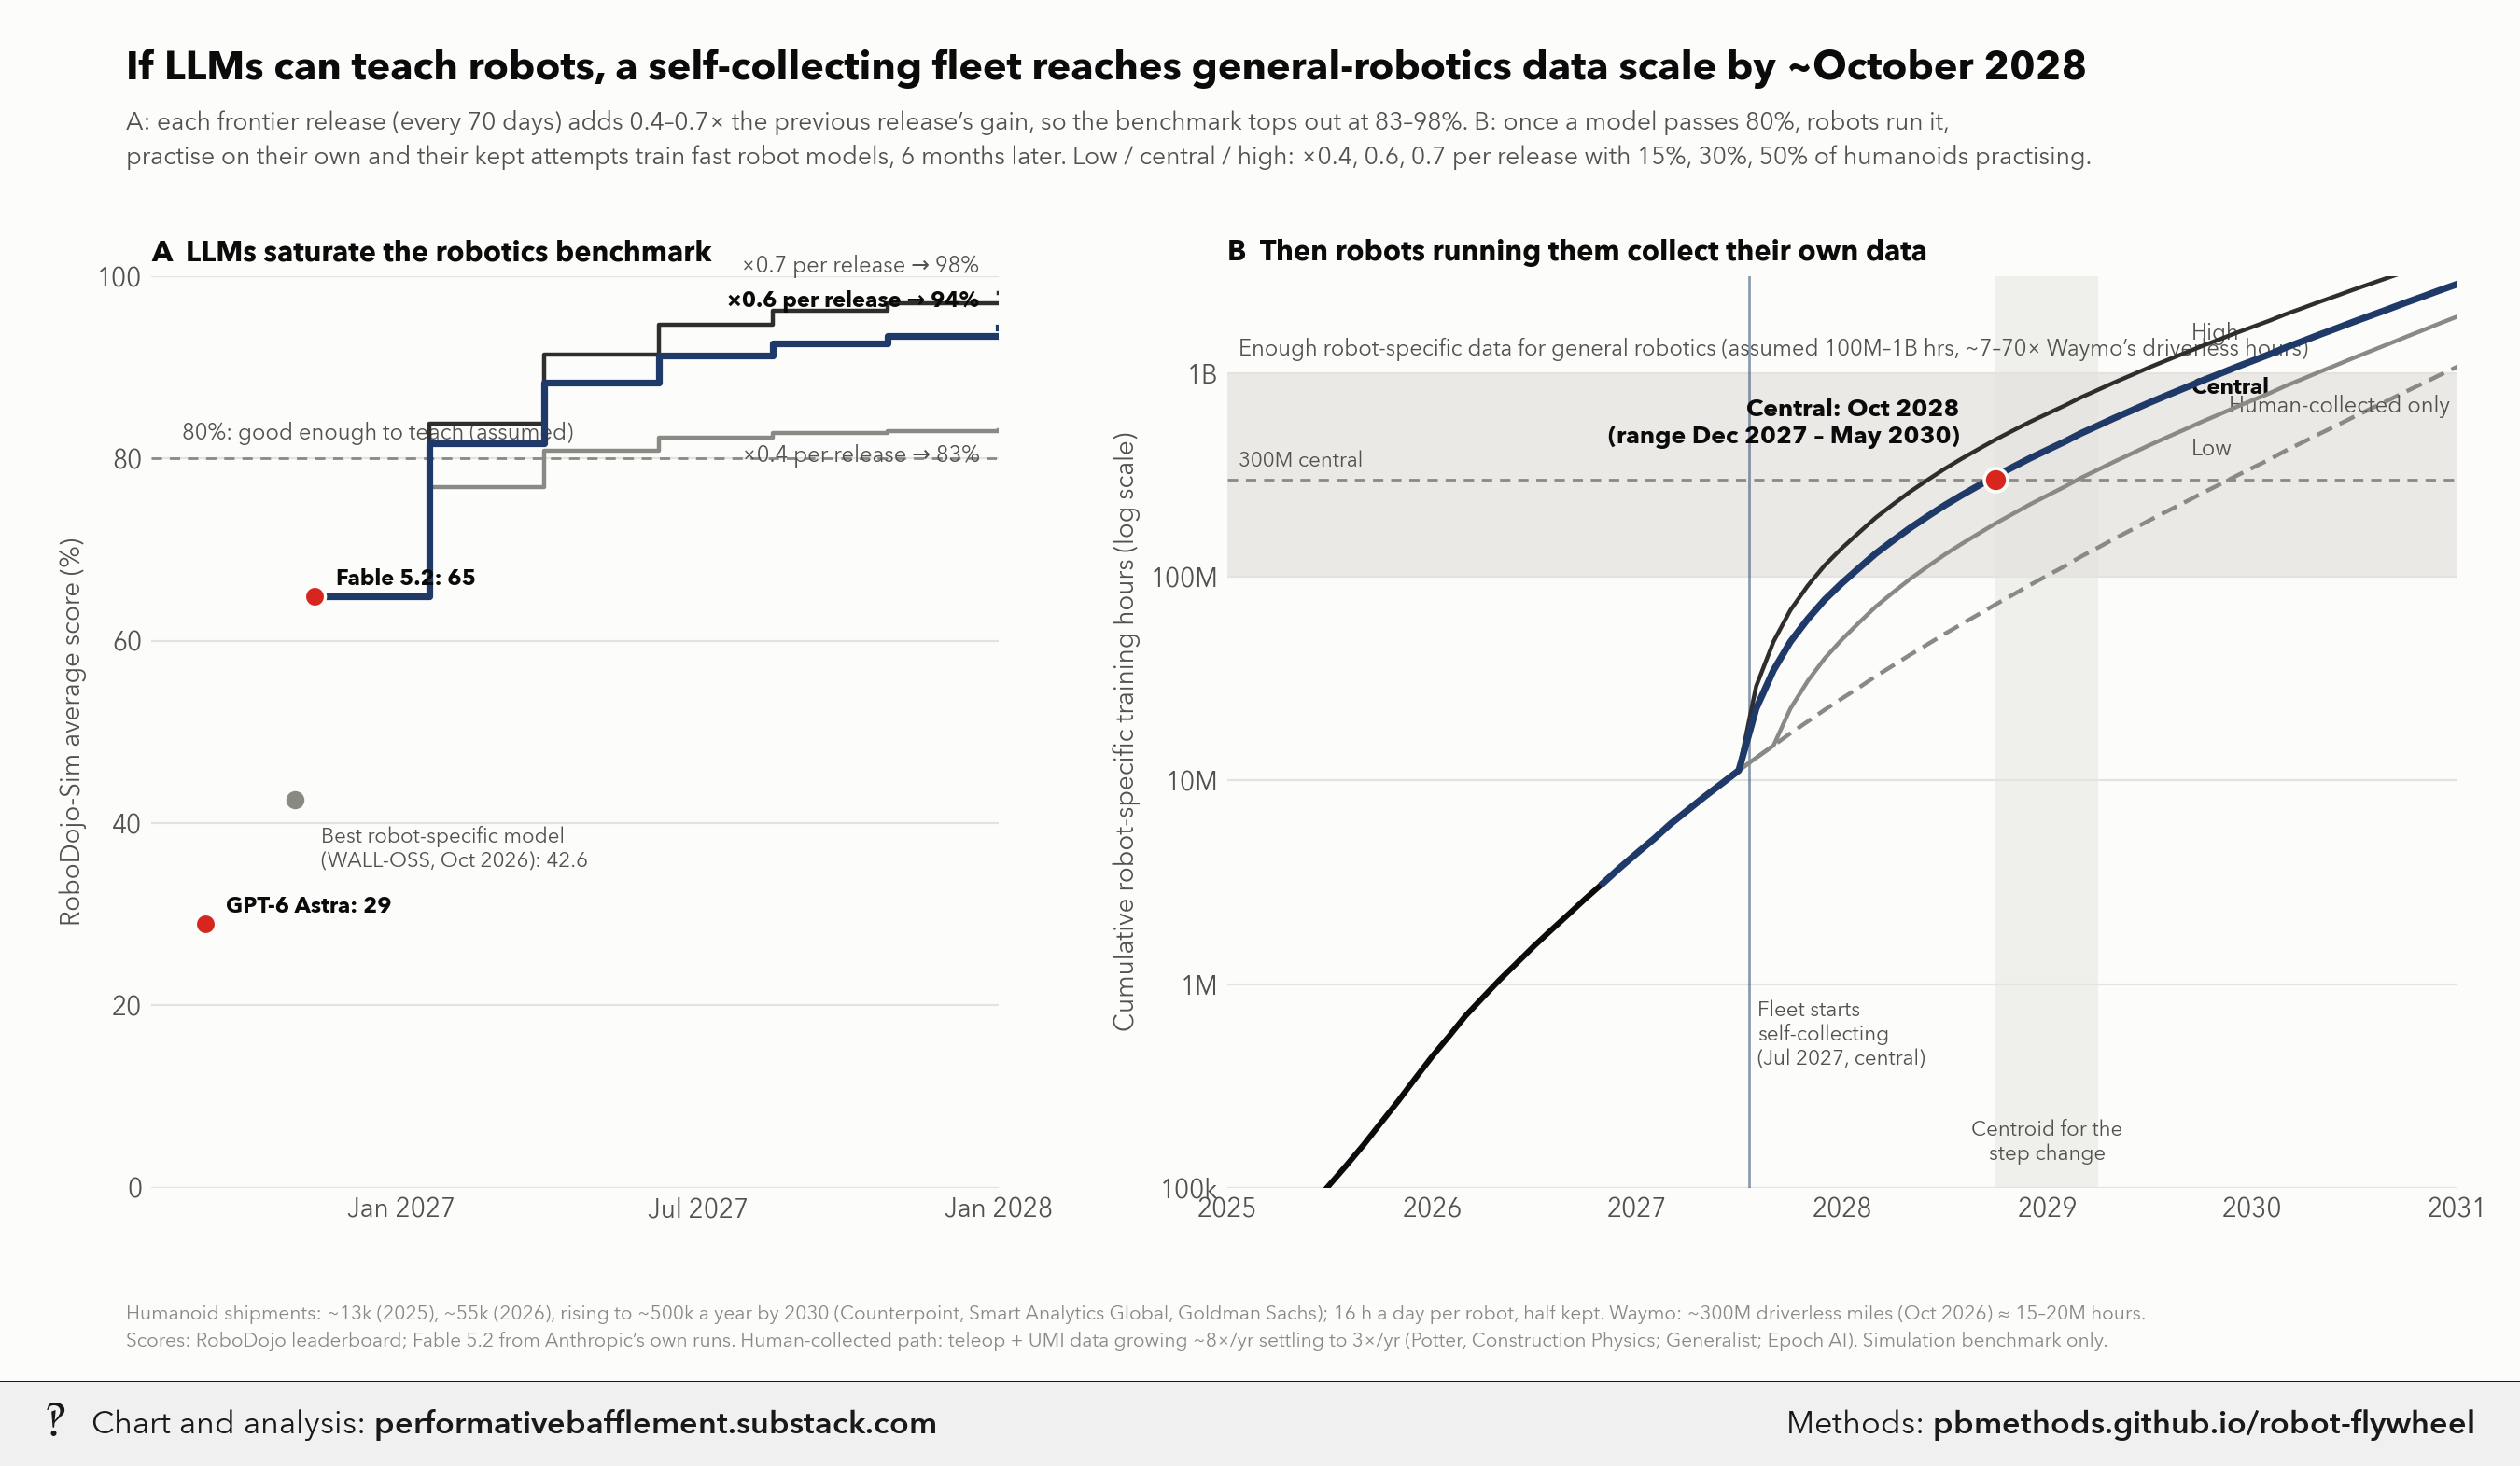 If LLMs can teach robots, a self-collecting fleet reaches general-robotics data scale by ~October 2028
A: each frontier release (every 70 days) adds 0.4–0.7× the previous release's gain, so the benchmark tops out at 83–98%. B: once a model passes 80%, robots run it,
practise on their own and their kept attempts train fast robot models, 6 months later. Low / central / high: ×0.4, 0.6, 0.7 per release with 15%, 30%, 50% of humanoids practising.
A LLMs saturate the robotics benchmark
×0.7 per release → 98%
×0.6 per release → 94%
80%: good enough to teach (assumed)
×0.4 per release → 83%
Fable 5.2: 65
Best robot-specific model
(WALL-OSS, Oct 2026): 42.6
GPT-6 Astra: 29
RoboDojo-Sim average score (%)
100
80
60
40
20
0
Jan 2027
Jul 2027
Jan 2028
B Then robots running them collect their own data
High
Enough robot-specific data for general robotics (assumed 100M–1B hrs, ~7–70× Waymo's driverless hours)
Central
Human-collected only
Central: Oct 2028
(range Dec 2027 – May 2030)
Low
300M central
Fleet starts
self-collecting
(Jul 2027, central)
Centroid for the
step change
Cumulative robot-specific training hours (log scale)
1B
100M
10M
1M
100k
2025
2026
2027
2028
2029
2030
2031
Humanoid shipments: ~13k (2025), ~55k (2026), rising to ~500k a year by 2030 (Counterpoint, Smart Analytics Global, Goldman Sachs); 16 h a day per robot, half kept. Waymo: ~300M driverless miles (Oct 2026) ≈ 15–20M hours.
Scores: RoboDojo leaderboard; Fable 5.2 from Anthropic's own runs. Human-collected path: teleop + UMI data growing ~8×/yr settling to 3×/yr (Potter, Construction Physics; Generalist; Epoch AI). Simulation benchmark only.
‽ Chart and analysis: performativebafflement.substack.com
Methods: pbmethods.github.io/robot-flywheel